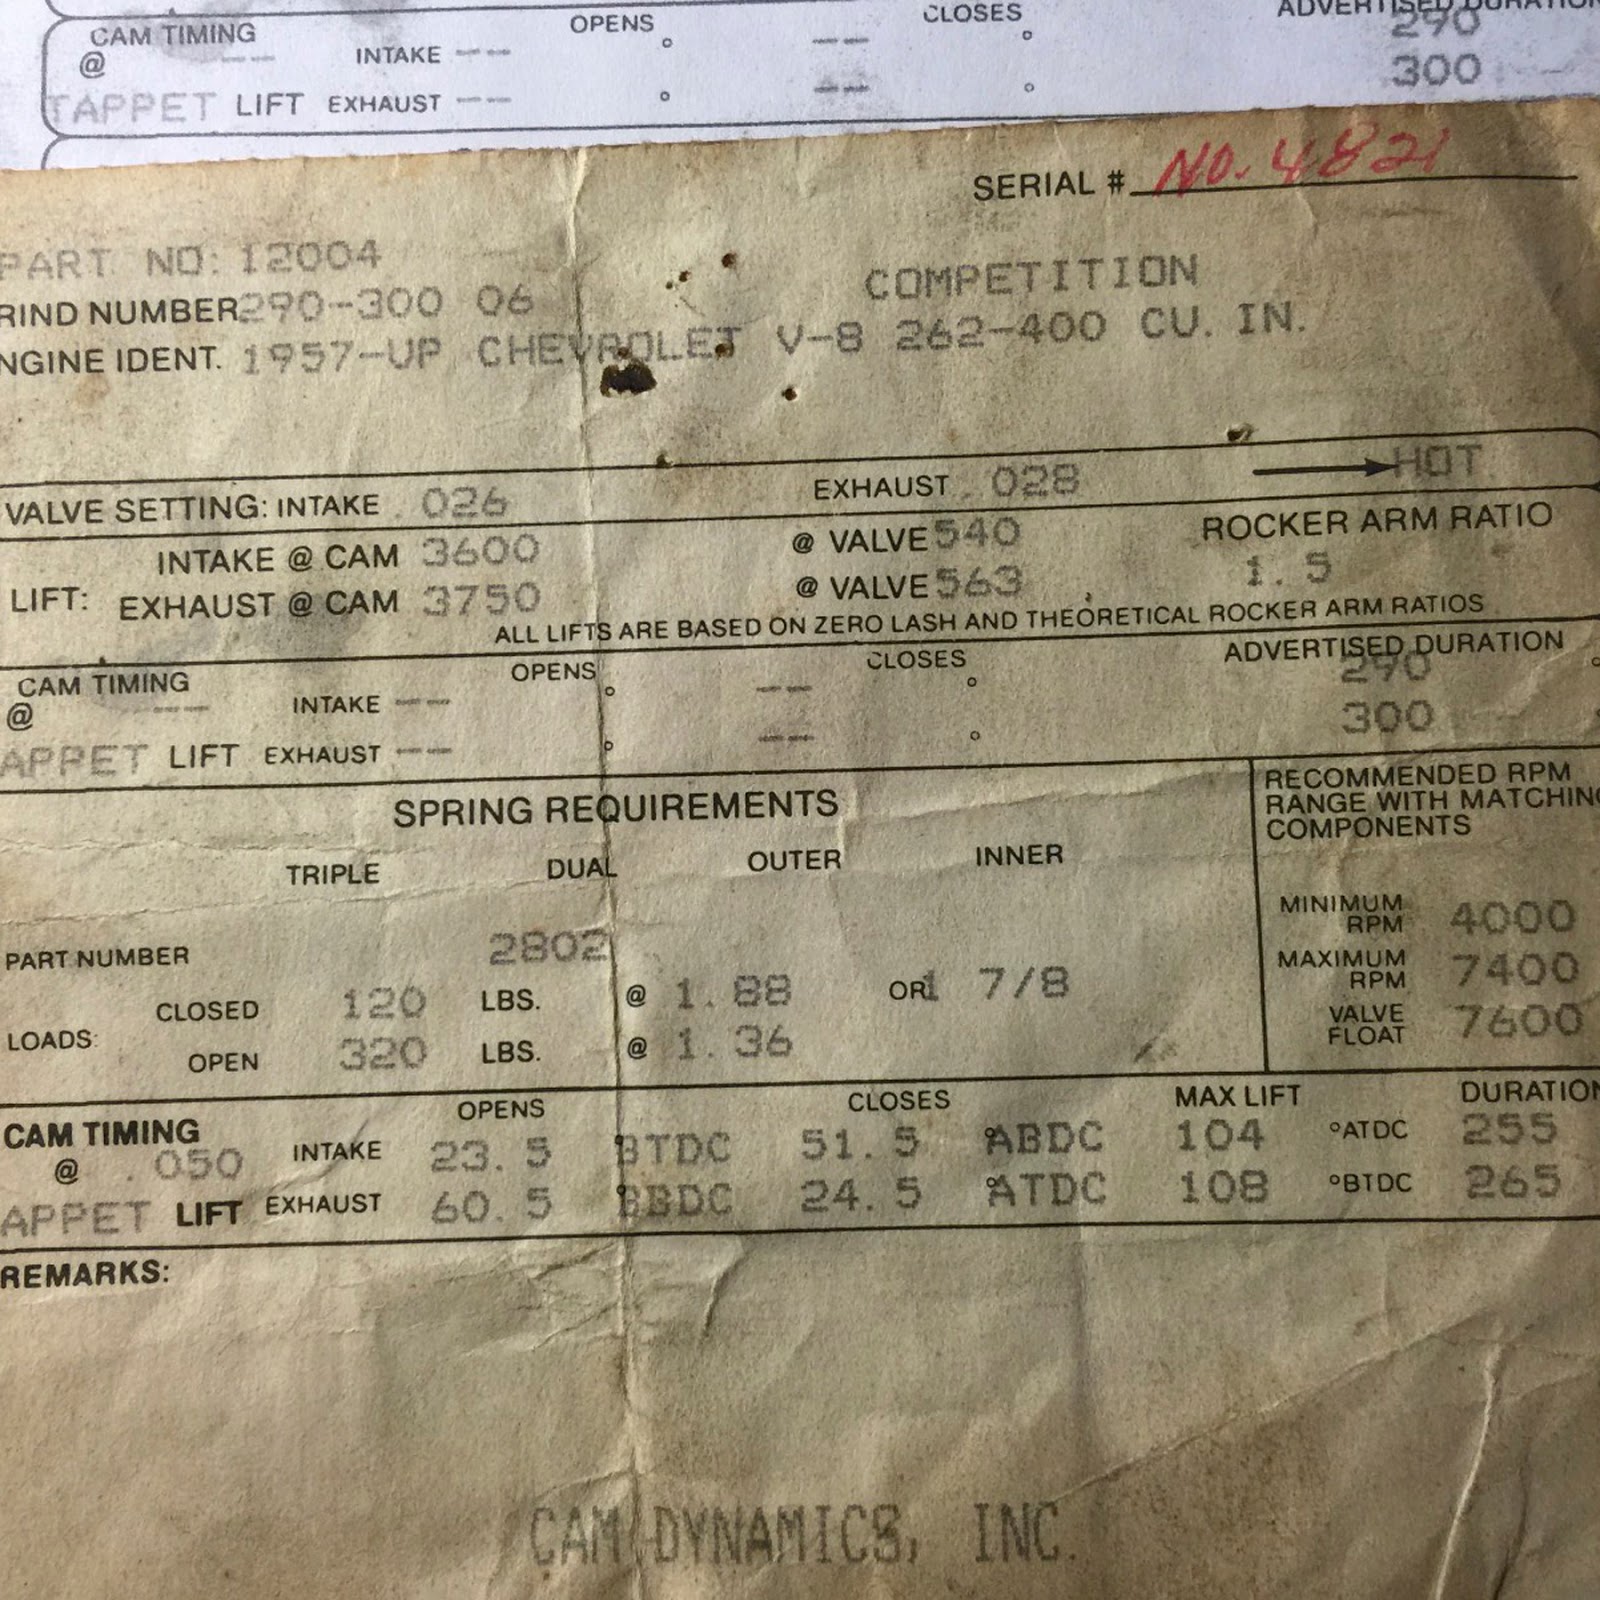 CAM TIMING OPENS CLOSES ADVERTISED DURATION
@ -- INTAKE -- ° -- ° 290
TAPPET LIFT EXHAUST -- ° -- ° 300
SERIAL # NO. 4821
PART NO: 12004
RIND NUMBER 290-300 06 COMPETITION
NGINE IDENT. 1957-UP CHEVROLET V-8 262-400 CU. IN.
VALVE SETTING: INTAKE .026 EXHAUST .028 HOT
LIFT: INTAKE @ CAM 3600 @ VALVE 540 ROCKER ARM RATIO
EXHAUST @ CAM 3750 @ VALVE 563 1.5
ALL LIFTS ARE BASED ON ZERO LASH AND THEORETICAL ROCKER ARM RATIOS
CAM TIMING OPENS CLOSES ADVERTISED DURATION
@ --- INTAKE -- ° -- ° 290 °
APPET LIFT EXHAUST -- ° -- ° 300
SPRING REQUIREMENTS
TRIPLE DUAL OUTER INNER
PART NUMBER 2802
LOADS: CLOSED 120 LBS. @ 1.88 OR 1 7/8
OPEN 320 LBS. @ 1.36
RECOMMENDED RPM
RANGE WITH MATCHING
COMPONENTS
MINIMUM RPM 4000
MAXIMUM RPM 7400
VALVE FLOAT 7600
CAM TIMING OPENS CLOSES MAX LIFT DURATION
@ .050 INTAKE 23.5 °BTDC 51.5 °ABDC 104 °ATDC 255
APPET LIFT EXHAUST 60.5 °BBDC 24.5 °ATDC 108 °BTDC 265
REMARKS:
CAM DYNAMICS, INC.